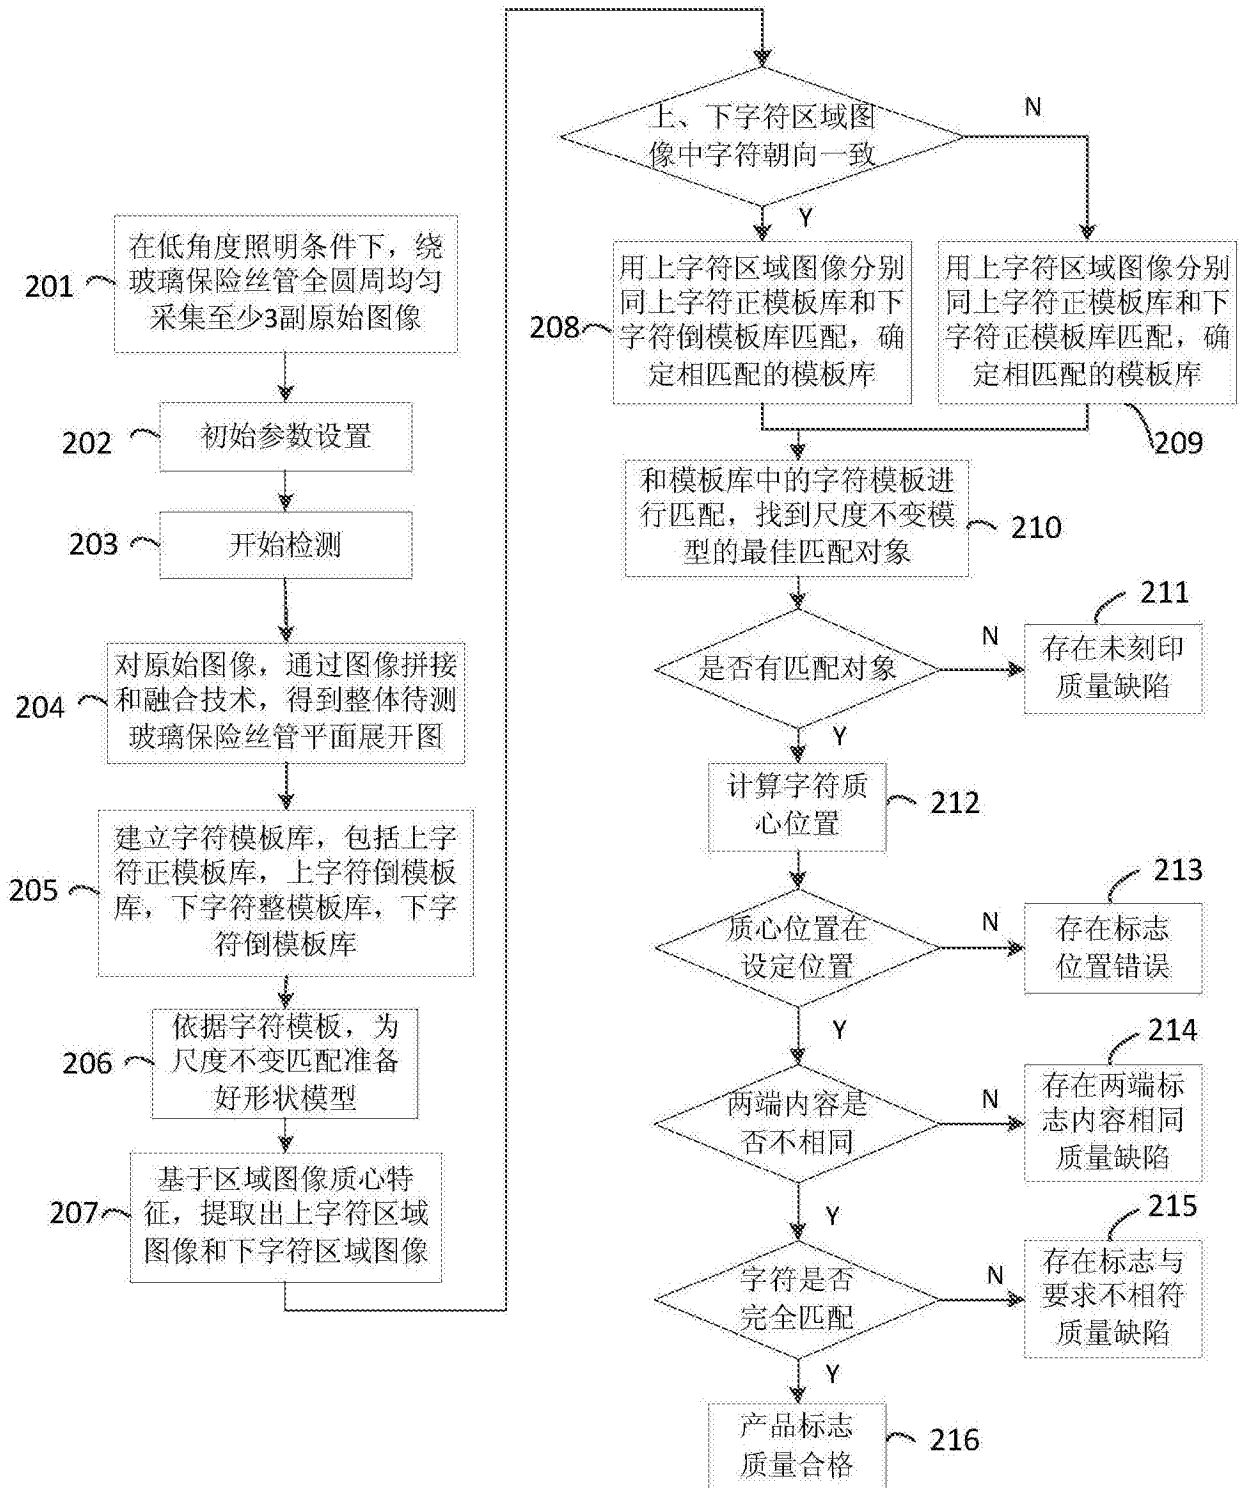 201
在低角度照明条件下，绕
玻璃保险丝管全圆周均匀
采集至少3副原始图像
202
初始参数设置
203
开始检测
204
对原始图像，通过图像拼接
和融合技术，得到整体待测
玻璃保险丝管平面展开图
205
建立字符模板库，包括上字
符正模板库，上字符倒模板
库，下字符整模板库，下字
符倒模板库
206
依据字符模板，为
尺度不变匹配准备
好形状模型
207
基于区域图像质心特
征，提取出上字符区域
图像和下字符区域图像
上、下字符区域图
像中字符朝向一致
N
Y
208
用上字符区域图像分别
同上字符正模板库和下
字符倒模板库匹配，确
定相匹配的模板库
用上字符区域图像分别
同上字符正模板库和下
字符正模板库匹配，确
定相匹配的模板库
209
和模板库中的字符模板进
行匹配，找到尺度不变模
型的最佳匹配对象
210
是否有匹配对象
N
211
存在未刻印
质量缺陷
Y
计算字符质
心位置
212
质心位置在
设定位置
N
213
存在标志
位置错误
Y
两端内容是
否不相同
N
214
存在两端标
志内容相同
质量缺陷
Y
字符是否
完全匹配
N
215
存在标志与
要求不相符
质量缺陷
Y
产品标志
质量合格
216